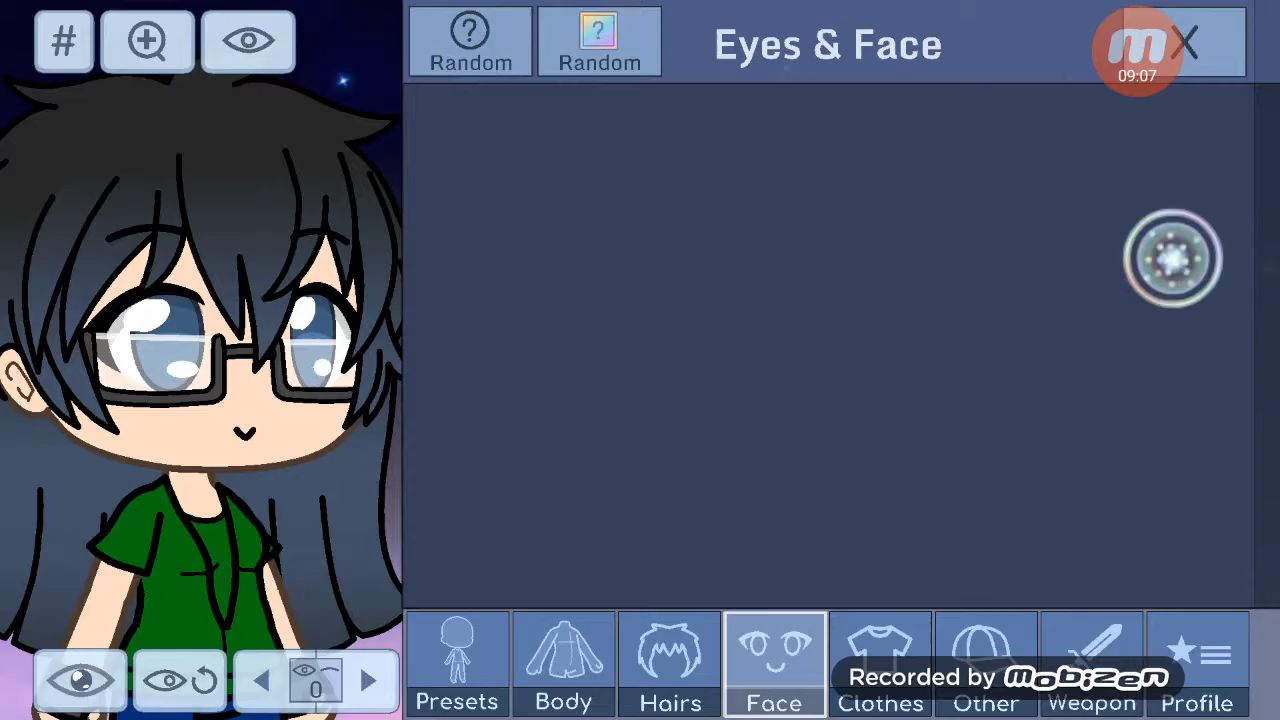 #
? Random
? Random
Eyes & Face
X
M
09:07
0
Presets
Body
Hairs
Face
Clothes
Other
Weapon
Profile
Recorded by mobizen